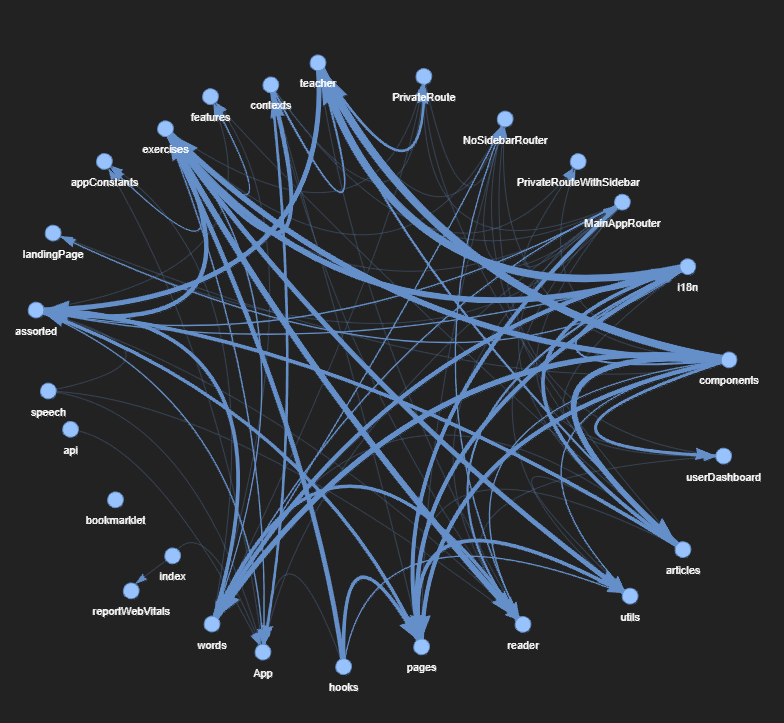 teacher
contexts
PrivateRoute
features
NoSidebarRouter
exercises
appConstants
PrivateRouteWithSidebar
MainAppRouter
landingPage
i18n
assorted
components
speech
api
userDashboard
bookmarklet
articles
index
reportWebVitals
utils
words
reader
App
pages
hooks